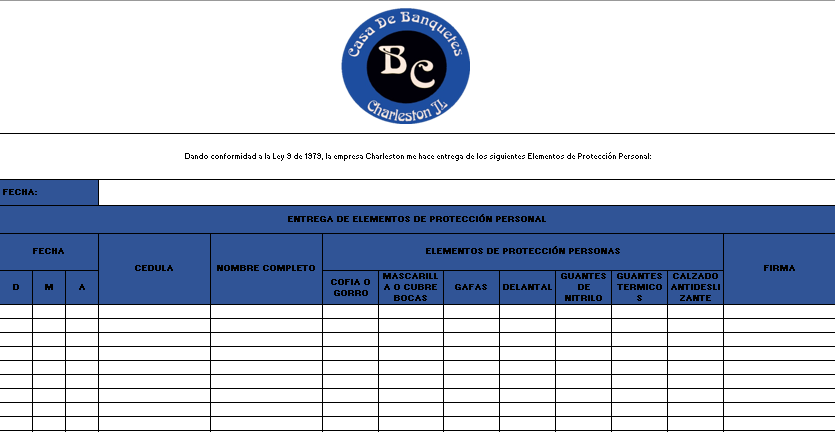 Casa De Banquetes
BC
Charleston JL
Dando conformidad a la Ley 9 de 1979, la empresa Charleston me hace entrega de los siguientes Elementos de Protección Personal:
FECHA:
ENTREGA DE ELEMENTOS DE PROTECCIÓN PERSONAL
FECHA
CEDULA
NOMBRE COMPLETO
ELEMENTOS DE PROTECCIÓN PERSONAS
FIRMA
D
M
A
COFIA O
GORRO
MASCARILL
A O CUBRE
BOCAS
GAFAS
DELANTAL
GUANTES
DE
NITRILO
GUANTES
TERMICO
S
CALZADO
ANTIDESLI
ZANTE